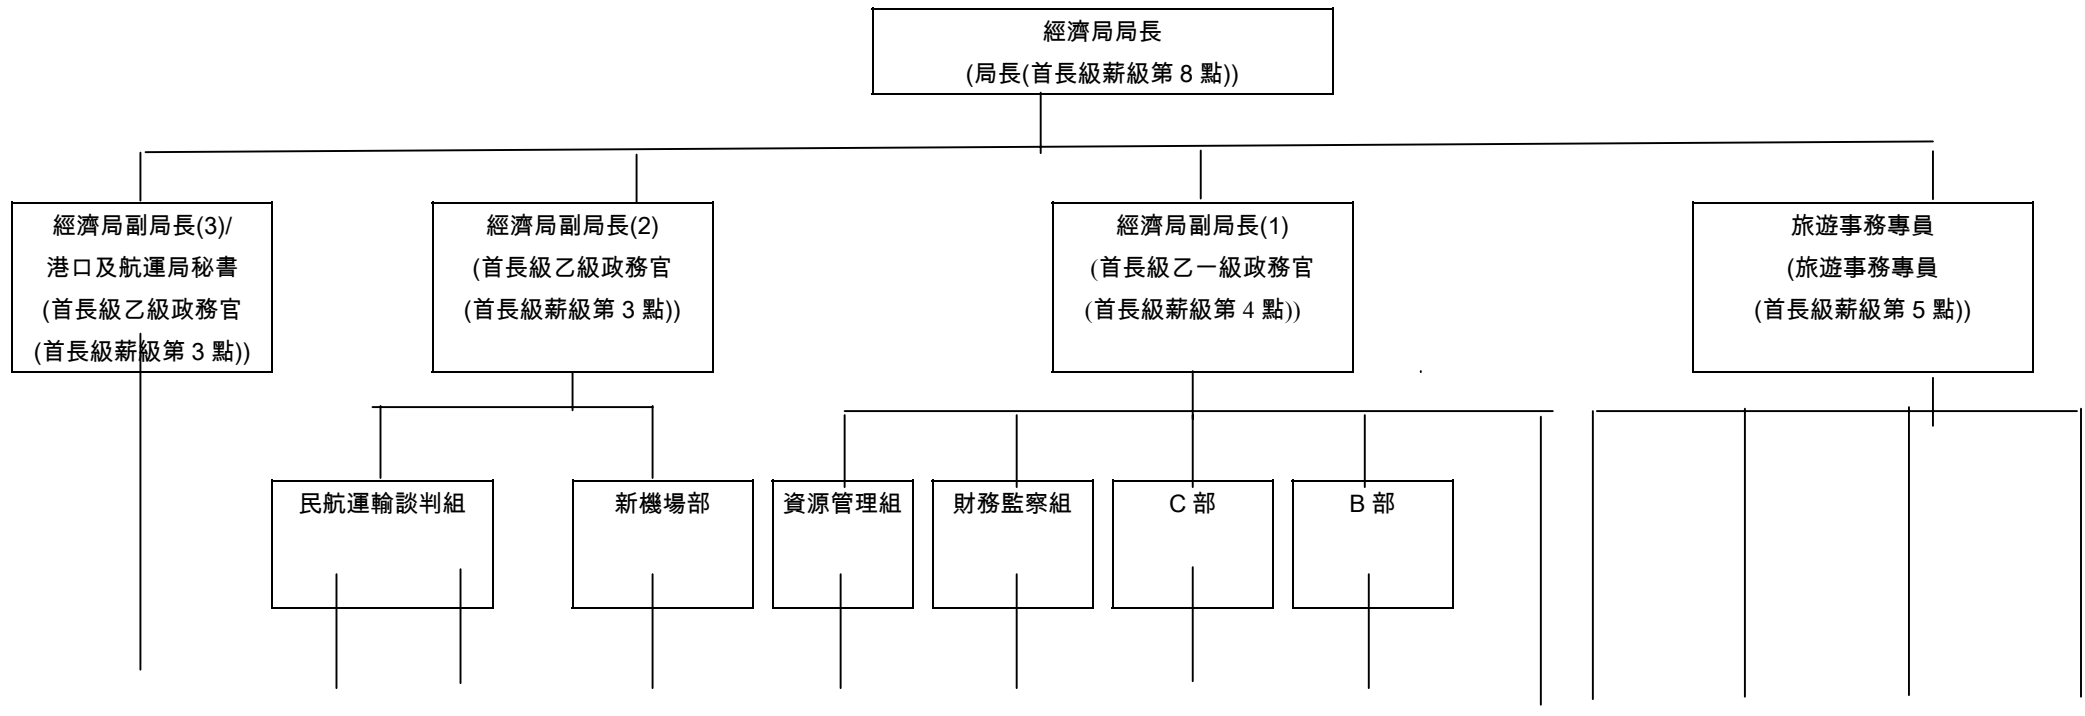 經濟局局長
(局長(首長級薪級第 8 點))
經濟局副局長(3)/
港口及航運局秘書
(首長級乙級政務官
(首長級薪級第 3 點))
經濟局副局長(2)
(首長級乙級政務官
(首長級薪級第 3 點))
經濟局副局長(1)
(首長級乙一級政務官
(首長級薪級第 4 點))
旅遊事務專員
(旅遊事務專員
(首長級薪級第 5 點))
民航運輸談判組
新機場部
資源管理組
財務監察組
C 部
B 部